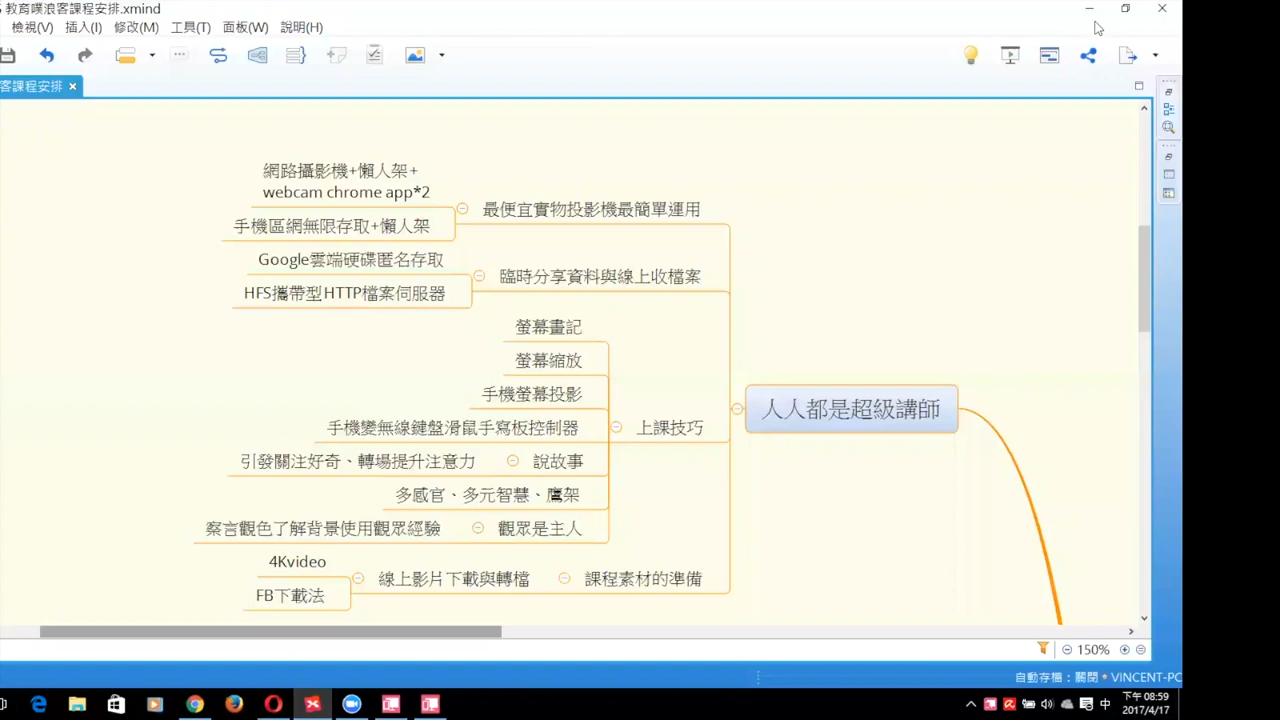 教育噗浪客課程安排.xmind
檢視(V) 插入(I) 修改(M) 工具(T) 面板(W) 說明(H)
客課程安排
網路攝影機+懶人架+
webcam chrome app*2
手機區網無限存取+懶人架
最便宜實物投影機最簡單運用
Google雲端硬碟匿名存取
HFS攜帶型HTTP檔案伺服器
臨時分享資料與線上收檔案
螢幕畫記
螢幕縮放
手機螢幕投影
手機變無線鍵盤滑鼠手寫板控制器
引發關注好奇、轉場提升注意力
說故事
多感官、多元智慧、鷹架
察言觀色了解背景使用觀眾經驗
觀眾是主人
上課技巧
4Kvideo
FB下載法
線上影片下載與轉檔
課程素材的準備
人人都是超級講師
150%
自動存檔：關閉 VINCENT-PC
中
下午 08:59
2017/4/17